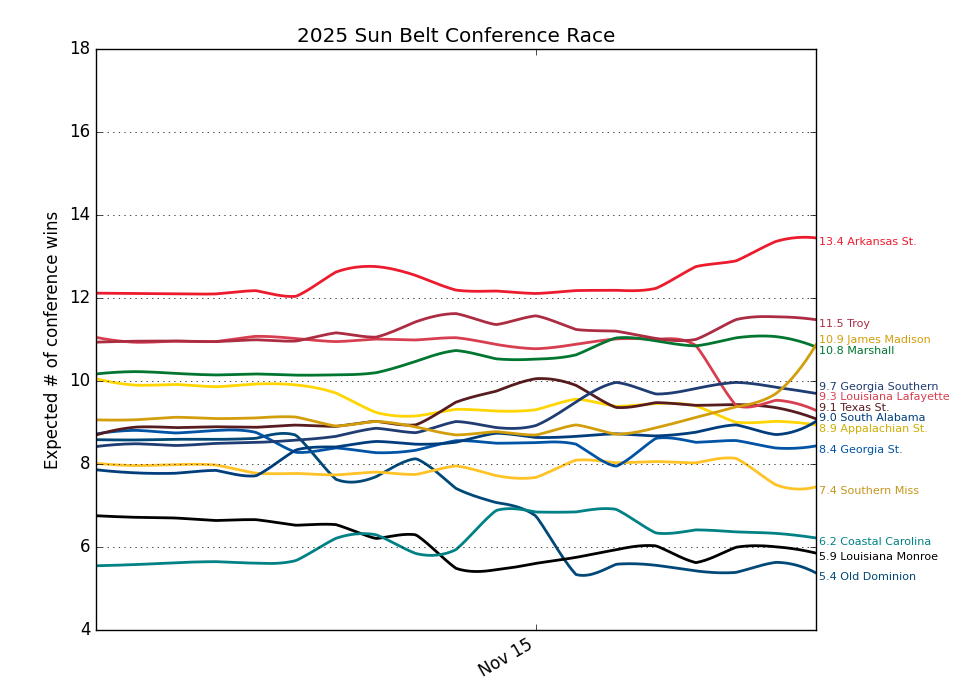 2025 Sun Belt Conference Race
Expected # of conference wins
18
16
14
12
10
8
6
4
Nov 15
13.4 Arkansas St.
11.5 Troy
10.9 James Madison
10.8 Marshall
9.7 Georgia Southern
9.3 Louisiana Lafayette
9.1 Texas St.
9.0 South Alabama
8.9 Appalachian St.
8.4 Georgia St.
7.4 Southern Miss
6.2 Coastal Carolina
5.9 Louisiana Monroe
5.4 Old Dominion